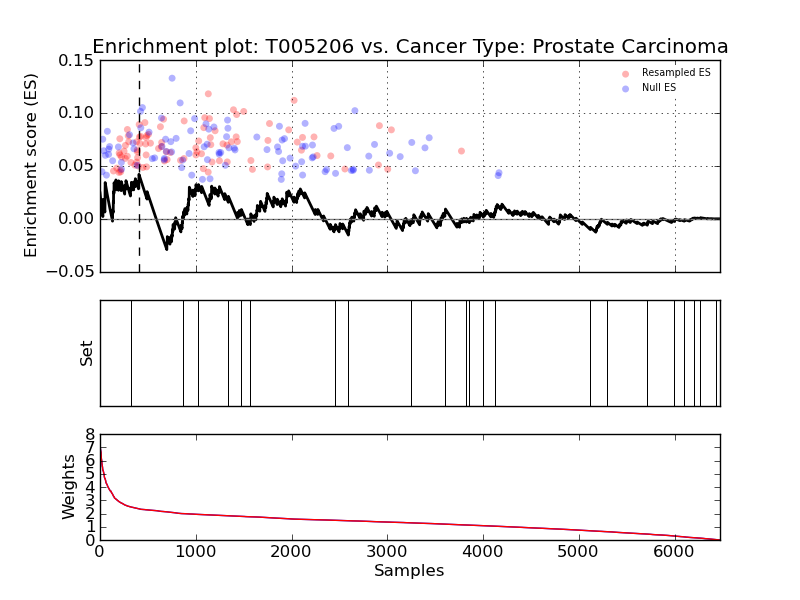 Enrichment plot: T005206 vs. Cancer Type: Prostate Carcinoma
0.15
0.10
0.05
0.00
−0.05
Enrichment score (ES)
Resampled ES
Null ES
Set
8
7
6
5
4
3
2
1
0
Weights
0 1000 2000 3000 4000 5000 6000
Samples